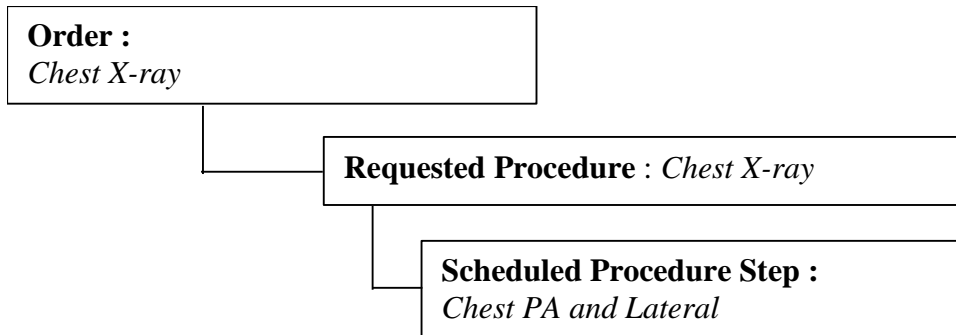 Order :
Chest X-ray
Requested Procedure : Chest X-ray
Scheduled Procedure Step :
Chest PA and Lateral